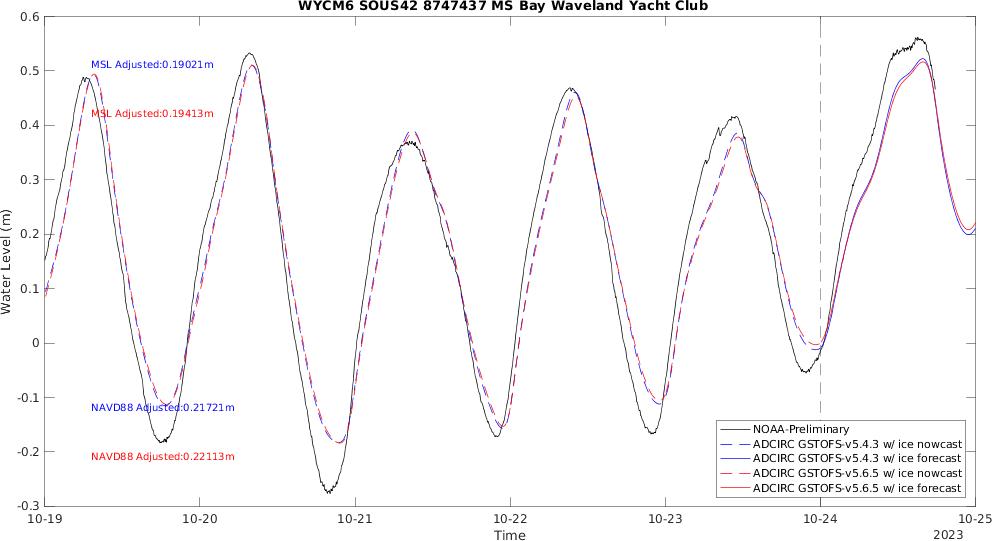 WYCM6 SOUS42 8747437 MS Bay Waveland Yacht Club
Water Level (m)
0.6
0.5
0.4
0.3
0.2
0.1
0
-0.1
-0.2
-0.3
MSL Adjusted:0.19021m
MSL Adjusted:0.19413m
NAVD88 Adjusted:0.21721m
NAVD88 Adjusted:0.22113m
NOAA-Preliminary
ADCIRC GSTOFS-v5.4.3 w/ ice nowcast
ADCIRC GSTOFS-v5.4.3 w/ ice forecast
ADCIRC GSTOFS-v5.6.5 w/ ice nowcast
ADCIRC GSTOFS-v5.6.5 w/ ice forecast
10-19 10-20 10-21 10-22 10-23 10-24 10-25
Time
2023